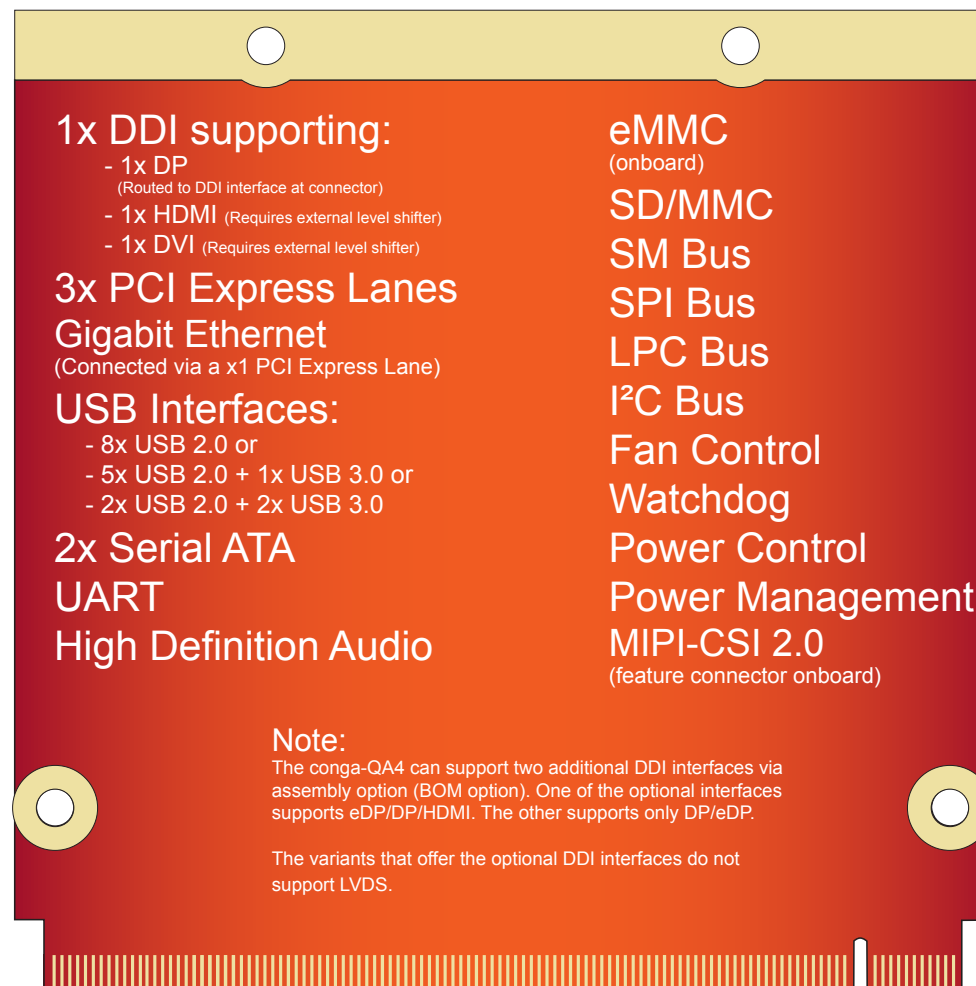 1x DDI supporting:
- 1x DP
(Routed to DDI interface at connector)
- 1x HDMI (Requires external level shifter)
- 1x DVI (Requires external level shifter)
3x PCI Express Lanes
Gigabit Ethernet
(Connected via a x1 PCI Express Lane)
USB Interfaces:
- 8x USB 2.0 or
- 5x USB 2.0 + 1x USB 3.0 or
- 2x USB 2.0 + 2x USB 3.0
2x Serial ATA
UART
High Definition Audio
eMMC
(onboard)
SD/MMC
SM Bus
SPI Bus
LPC Bus
I²C Bus
Fan Control
Watchdog
Power Control
Power Management
MIPI-CSI 2.0
(feature connector onboard)
Note:
The conga-QA4 can support two additional DDI interfaces via
assembly option (BOM option). One of the optional interfaces
supports eDP/DP/HDMI. The other supports only DP/eDP.
The variants that offer the optional DDI interfaces do not
support LVDS.